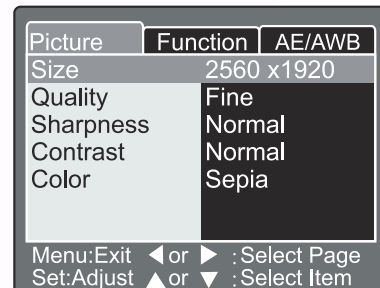 Picture Function AE/AWB
Size 2560 x1920
Quality Fine
Sharpness Normal
Contrast Normal
Color Sepia
Menu:Exit ◀ or ▶ :Select Page
Set:Adjust ▲ or ▼ :Select Item